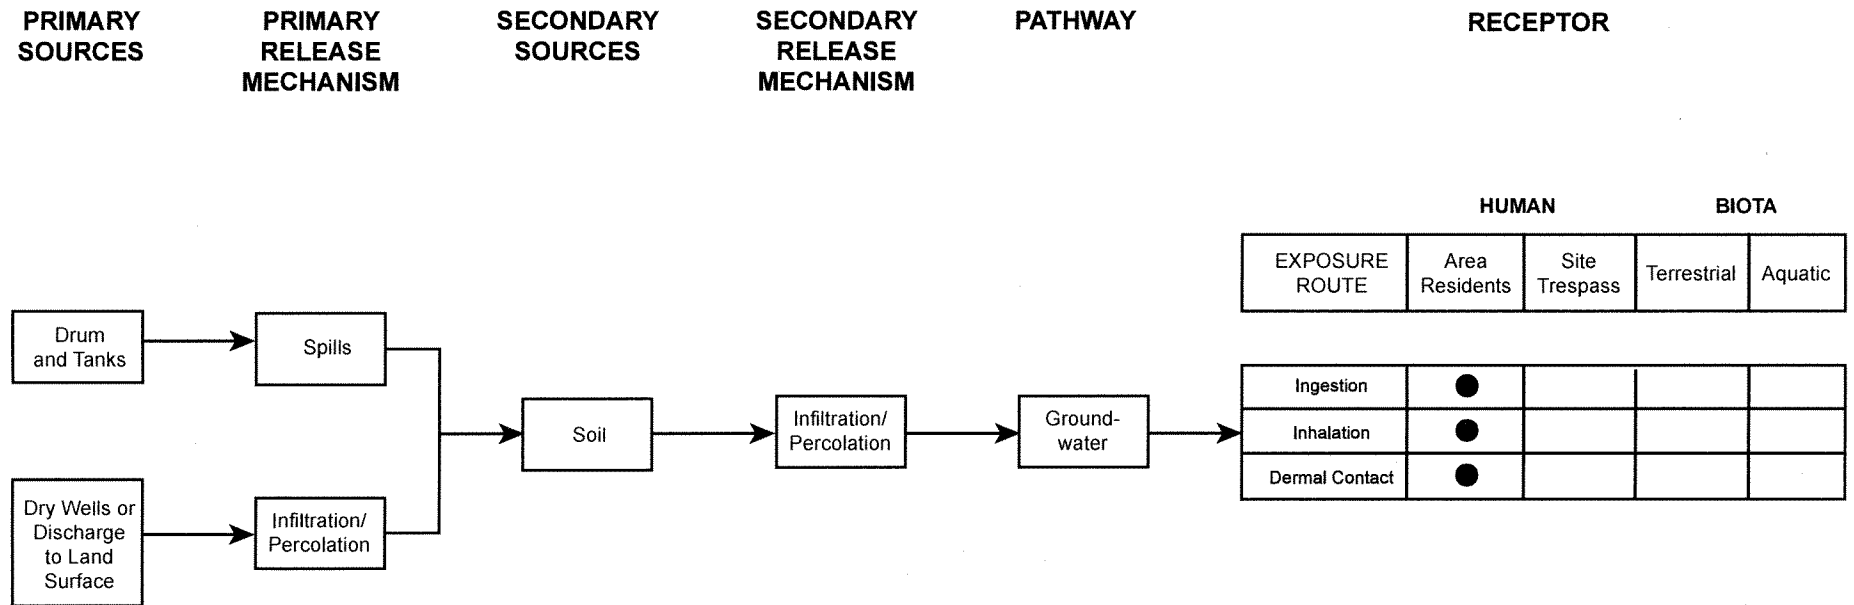 PRIMARY
SOURCES
PRIMARY
RELEASE
MECHANISM
SECONDARY
SOURCES
SECONDARY
RELEASE
MECHANISM
PATHWAY
RECEPTOR
HUMAN
BIOTA
EXPOSURE
ROUTE
Area
Residents
Site
Trespass
Terrestrial
Aquatic
Drum
and Tanks
Spills
Dry Wells or
Discharge
to Land
Surface
Infiltration/
Percolation
Soil
Infiltration/
Percolation
Ground-
water
Ingestion
Inhalation
Dermal Contact